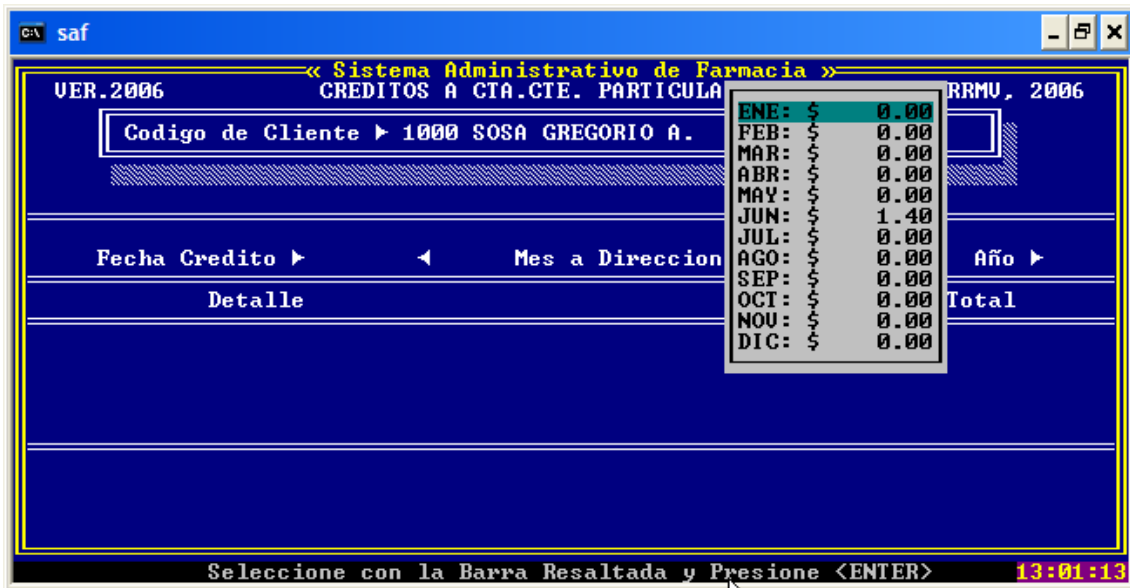 saf
« Sistema Administrativo de Farmacia »
VER.2006 CREDITOS A CTA.CTE. PARTICULA RRMV, 2006
Codigo de Cliente ► 1000 SOSA GREGORIO A.
ENE: $ 0.00
FEB: $ 0.00
MAR: $ 0.00
ABR: $ 0.00
MAY: $ 0.00
JUN: $ 1.40
JUL: $ 0.00
AGO: $ 0.00
SEP: $ 0.00
OCT: $ 0.00
NOV: $ 0.00
DIC: $ 0.00
Fecha Credito ► ◄ Mes a Direccion Año ►
Detalle Total
Seleccione con la Barra Resaltada y Presione <ENTER> 13:01:13